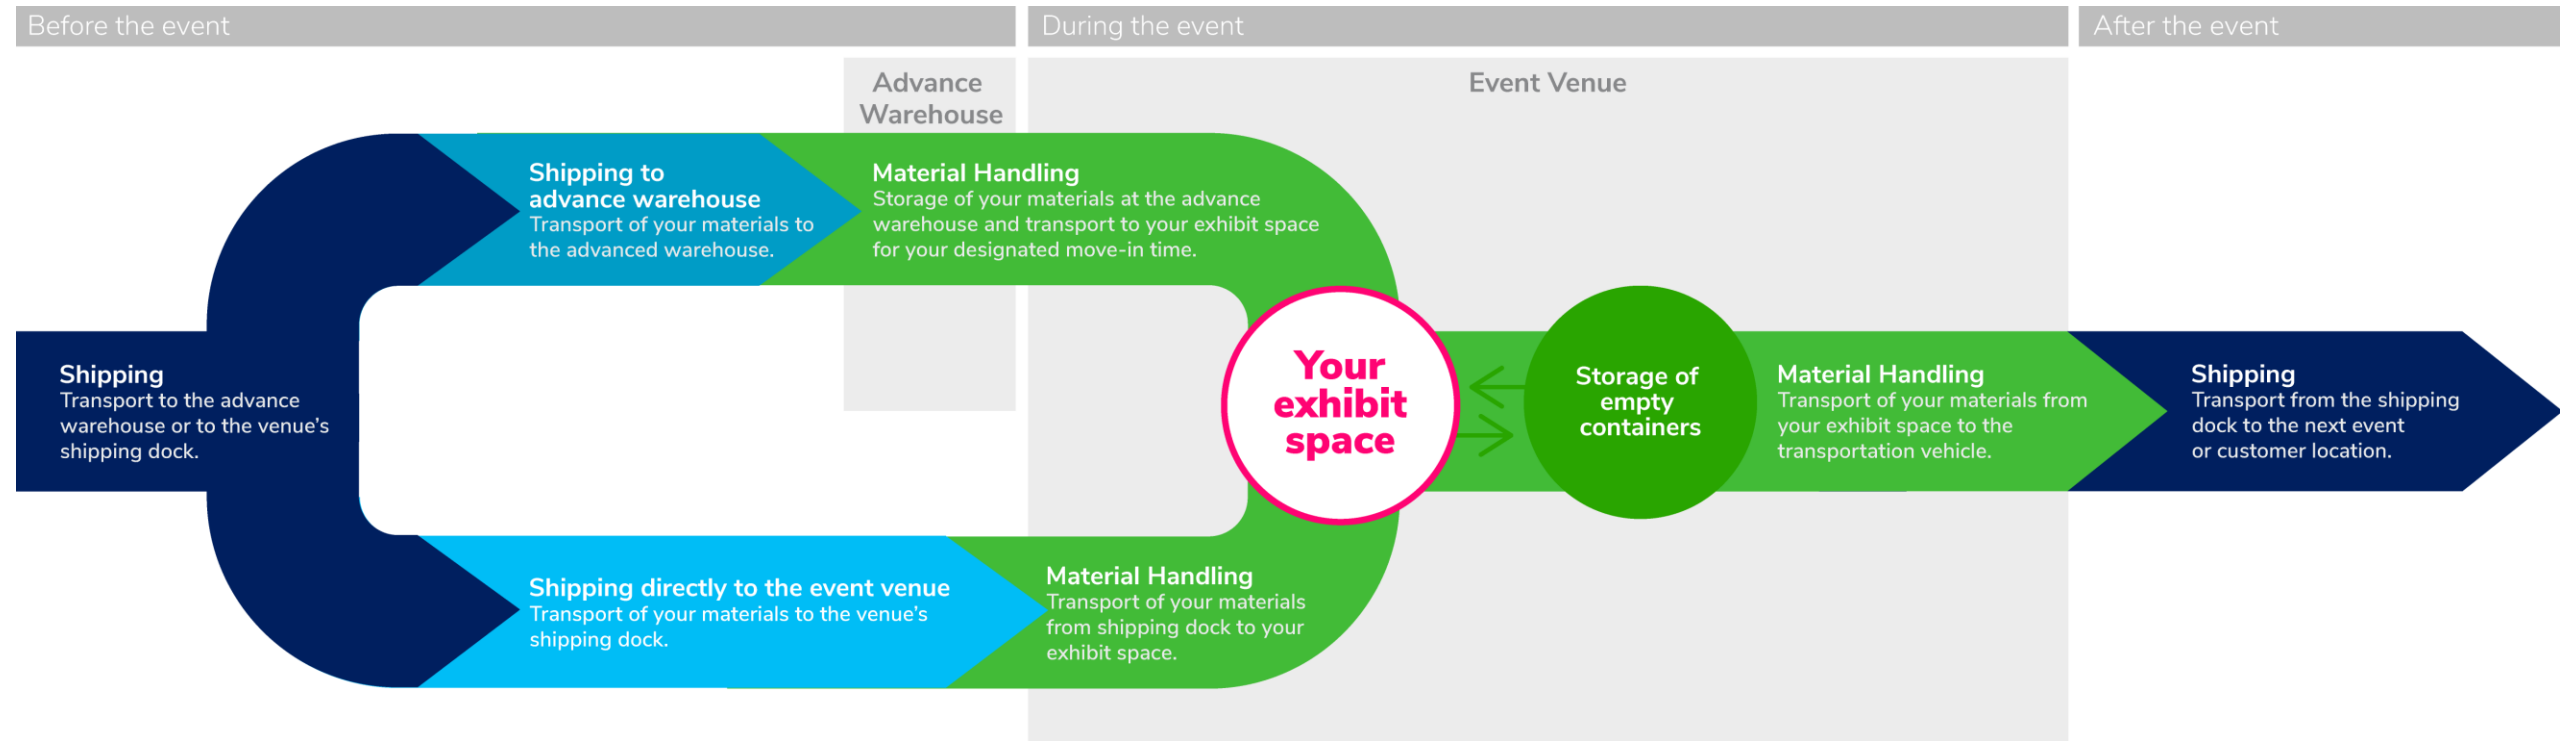 Before the event
During the event
After the event
Advance
Warehouse
Event Venue
Shipping
Transport to the advance
warehouse or to the venue's
shipping dock.
Shipping to
advance warehouse
Transport of your materials to
the advanced warehouse.
Material Handling
Storage of your materials at the advance
warehouse and transport to your exhibit space
for your designated move-in time.
Shipping directly to the event venue
Transport of your materials to the venue's
shipping dock.
Material Handling
Transport of your materials
from shipping dock to your
exhibit space.
Your
exhibit
space
Storage of
empty
containers
Material Handling
Transport of your materials from
your exhibit space to the
transportation vehicle.
Shipping
Transport from the shipping
dock to the next event
or customer location.